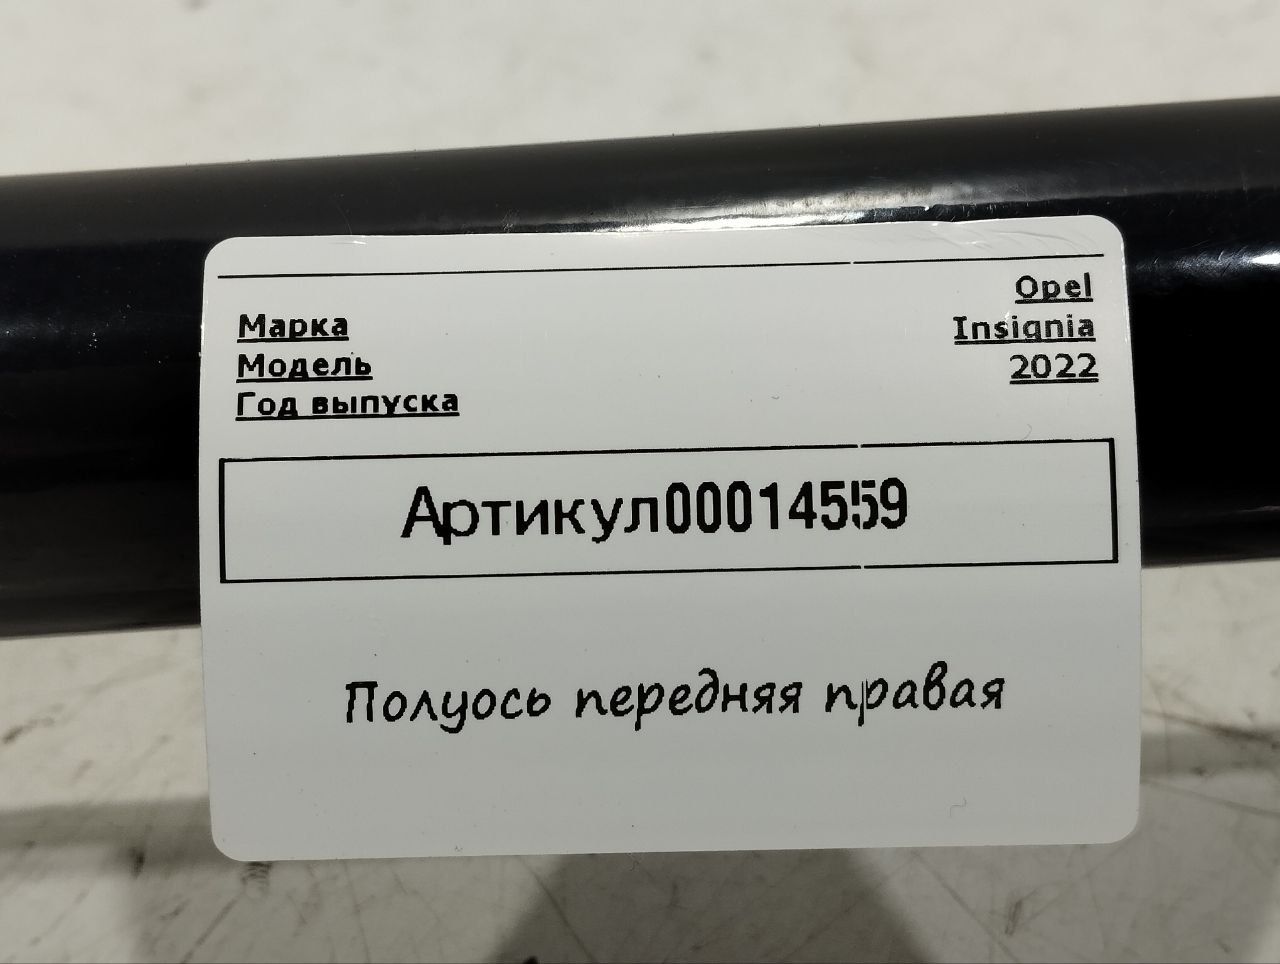 Марка Opel
Модель Insignia
Год выпуска 2022
Артикул00014559
Полуось передняя правая